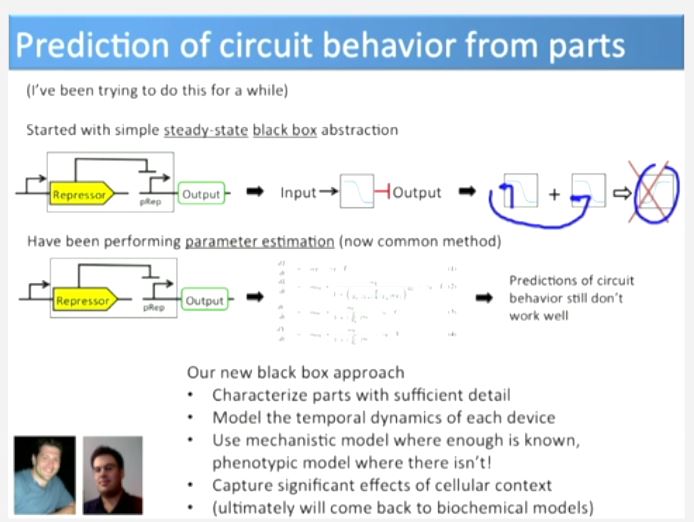 Prediction of circuit behavior from parts
(I've been trying to do this for a while)
Started with simple steady-state black box abstraction
Repressor
pRep
Output
Input
Output
+
Have been performing parameter estimation (now common method)
Repressor
pRep
Output
Predictions of circuit
behavior still don't
work well
Our new black box approach
• Characterize parts with sufficient detail
• Model the temporal dynamics of each device
• Use mechanistic model where enough is known,
phenotypic model where there isn't!
• Capture significant effects of cellular context
• (ultimately will come back to biochemical models)